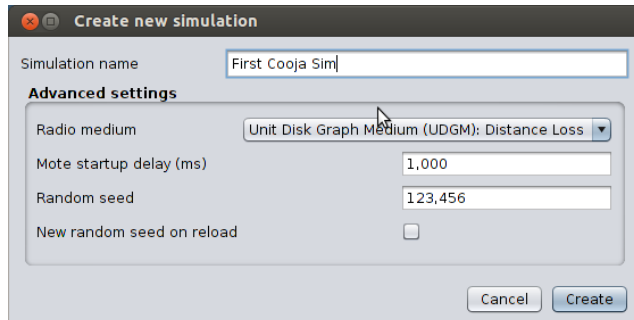 Create new simulation
Simulation name First Cooja Sim
Advanced settings
Radio medium Unit Disk Graph Medium (UDGM): Distance Loss
Mote startup delay (ms) 1,000
Random seed 123,456
New random seed on reload
Cancel Create